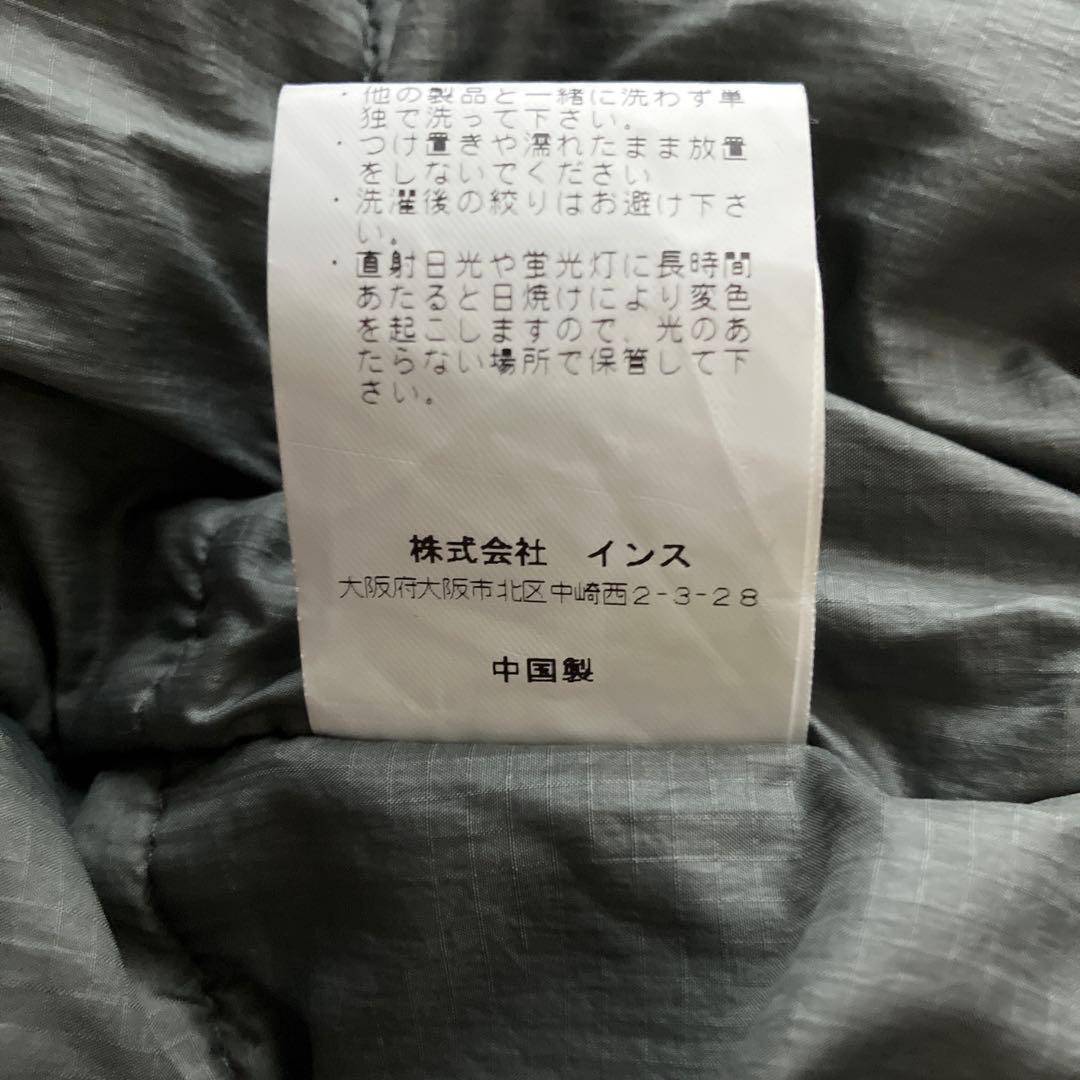 ・他の製品と一緒に洗わず単
独で洗って下さい。
・つけ置きや濡れたまま放置
をしないでください
・洗濯後の絞りはお避け下さ
い。
・直射日光や蛍光灯に長時間
あたると日焼けにより変色
を起こしますので、光のあ
たらない場所で保管して下
さい。
株式会社 インス
大阪府大阪市北区中崎西2-3-28
中国製